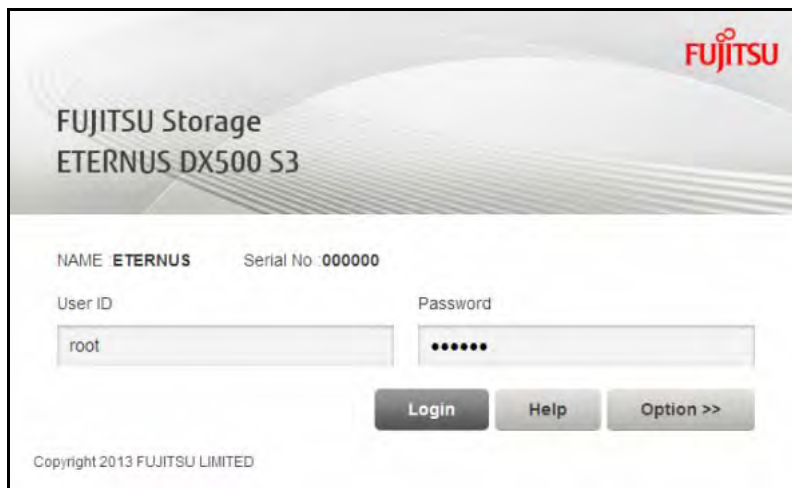 FUJITSU
FUJITSU Storage
ETERNUS DX500 S3
NAME :ETERNUS Serial No :000000
User ID Password
root ••••••
Login Help Option >>
Copyright 2013 FUJITSU LIMITED